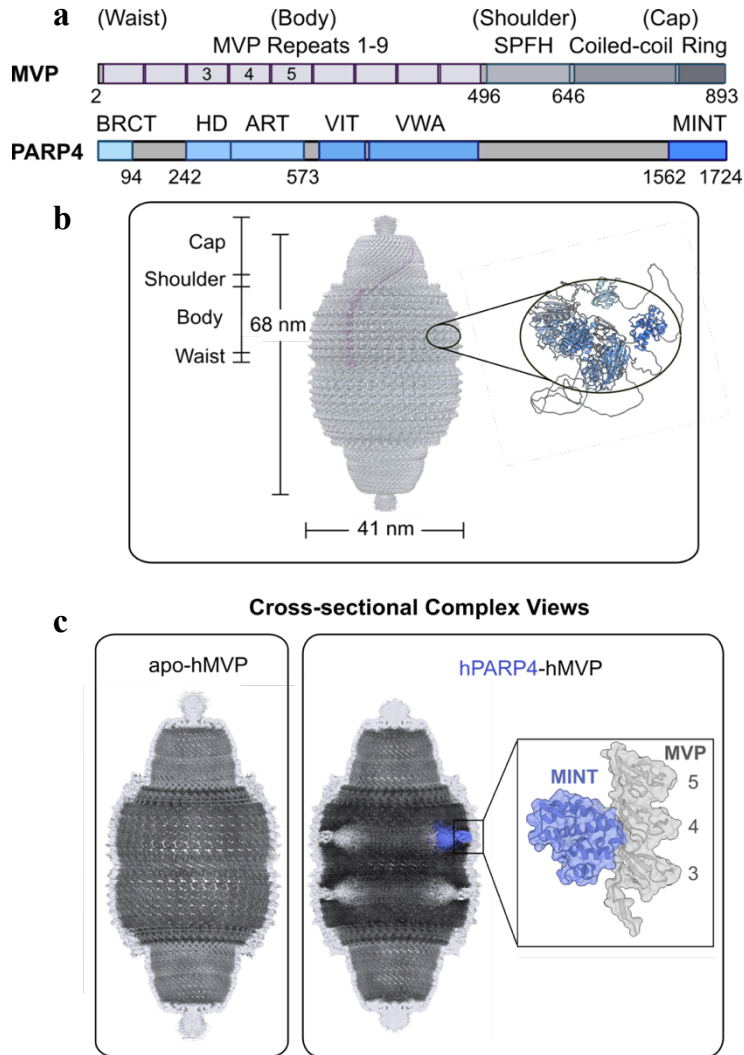 a
(Waist) (Body) (Shoulder) (Cap)
MVP Repeats 1-9 SPFH Coiled-coil Ring
MVP 3 4 5
2 496 646 893
BRCT HD ART VIT VWA MINT
PARP4
94 242 573 1562 1724
b
Cap
Shoulder
Body
Waist
68 nm
41 nm
Cross-sectional Complex Views
c
apo-hMVP
hPARP4-hMVP
MINT
MVP
5
4
3